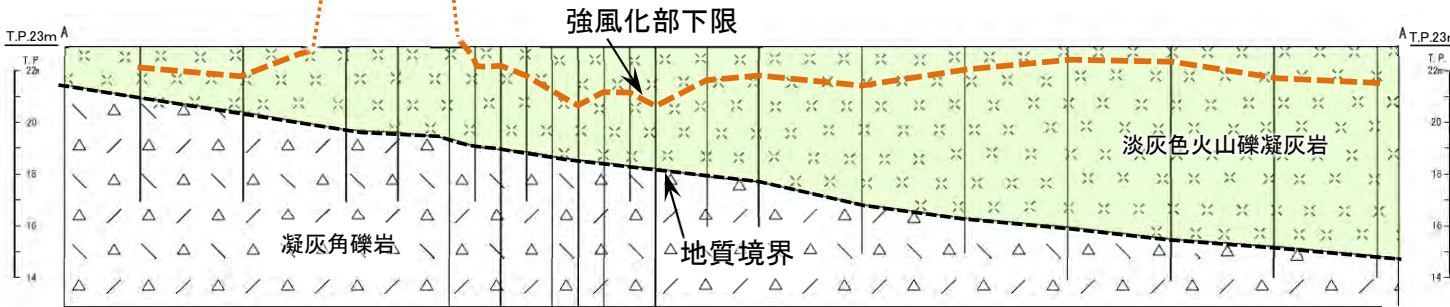 強風化部下限
T.P.23m A
A T.P.23m
T.P.
22m
20
18
16
14
T.P.
22m
20
18
16
14
淡灰色火山礫凝灰岩
凝灰角礫岩
地質境界